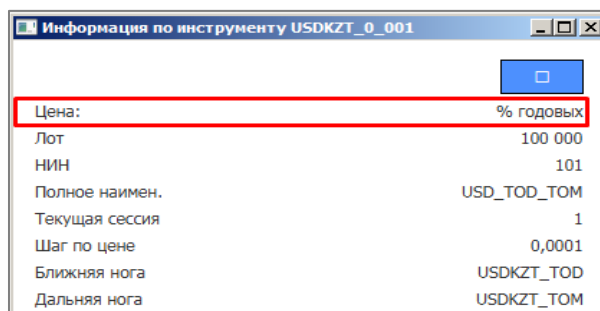 Информация по инструменту USDKZT_0_001
Цена: % годовых
Лот 100 000
НИН 101
Полное наимен. USD_TOD_TOM
Текущая сессия 1
Шаг по цене 0,0001
Ближняя нога USDKZT_TOD
Дальняя нога USDKZT_TOM